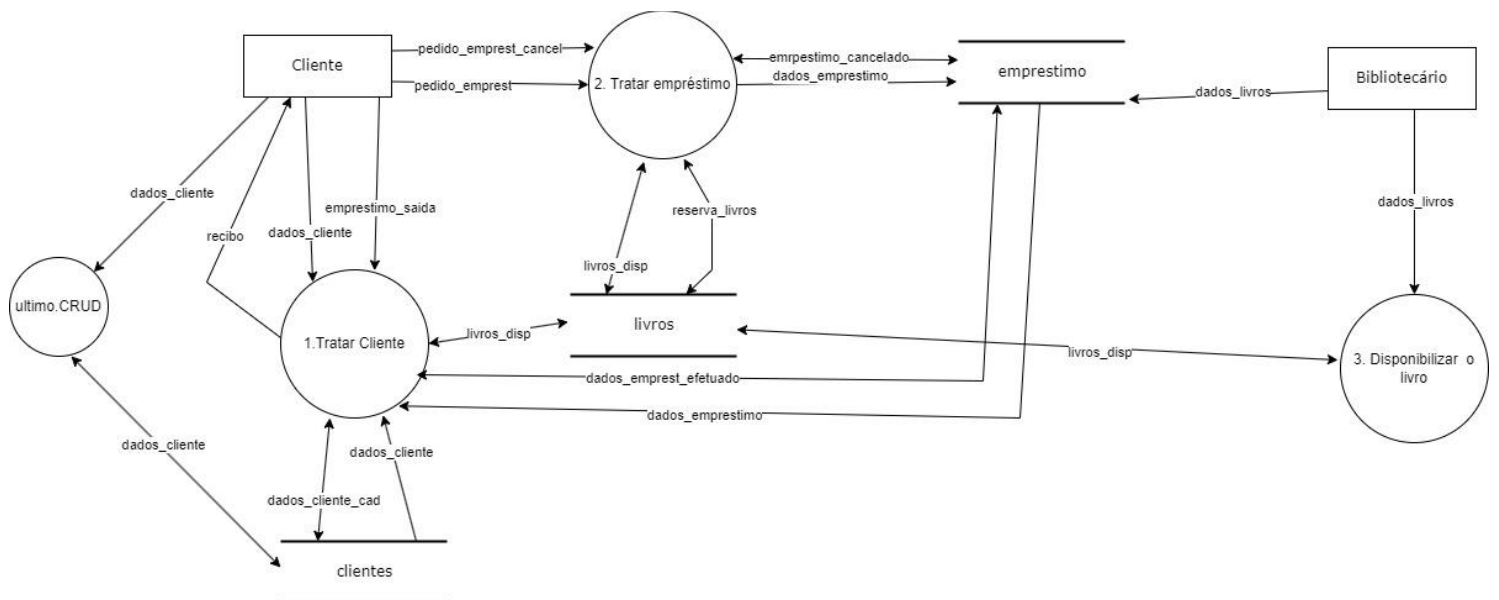 Cliente
pedido_emprest_cancel
pedido_emprest
2. Tratar empréstimo
emrpestimo_cancelado
dados_emprestimo
emprestimo
dados_livros
Bibliotecário
dados_cliente
recibo
dados_cliente
emprestimo_saida
reserva_livros
livros_disp
dados_livros
ultimo.CRUD
1.Tratar Cliente
livros_disp
livros
livros_disp
3. Disponibilizar o
livro
dados_emprest_efetuado
dados_emprestimo
dados_cliente
dados_cliente
dados_cliente_cad
clientes